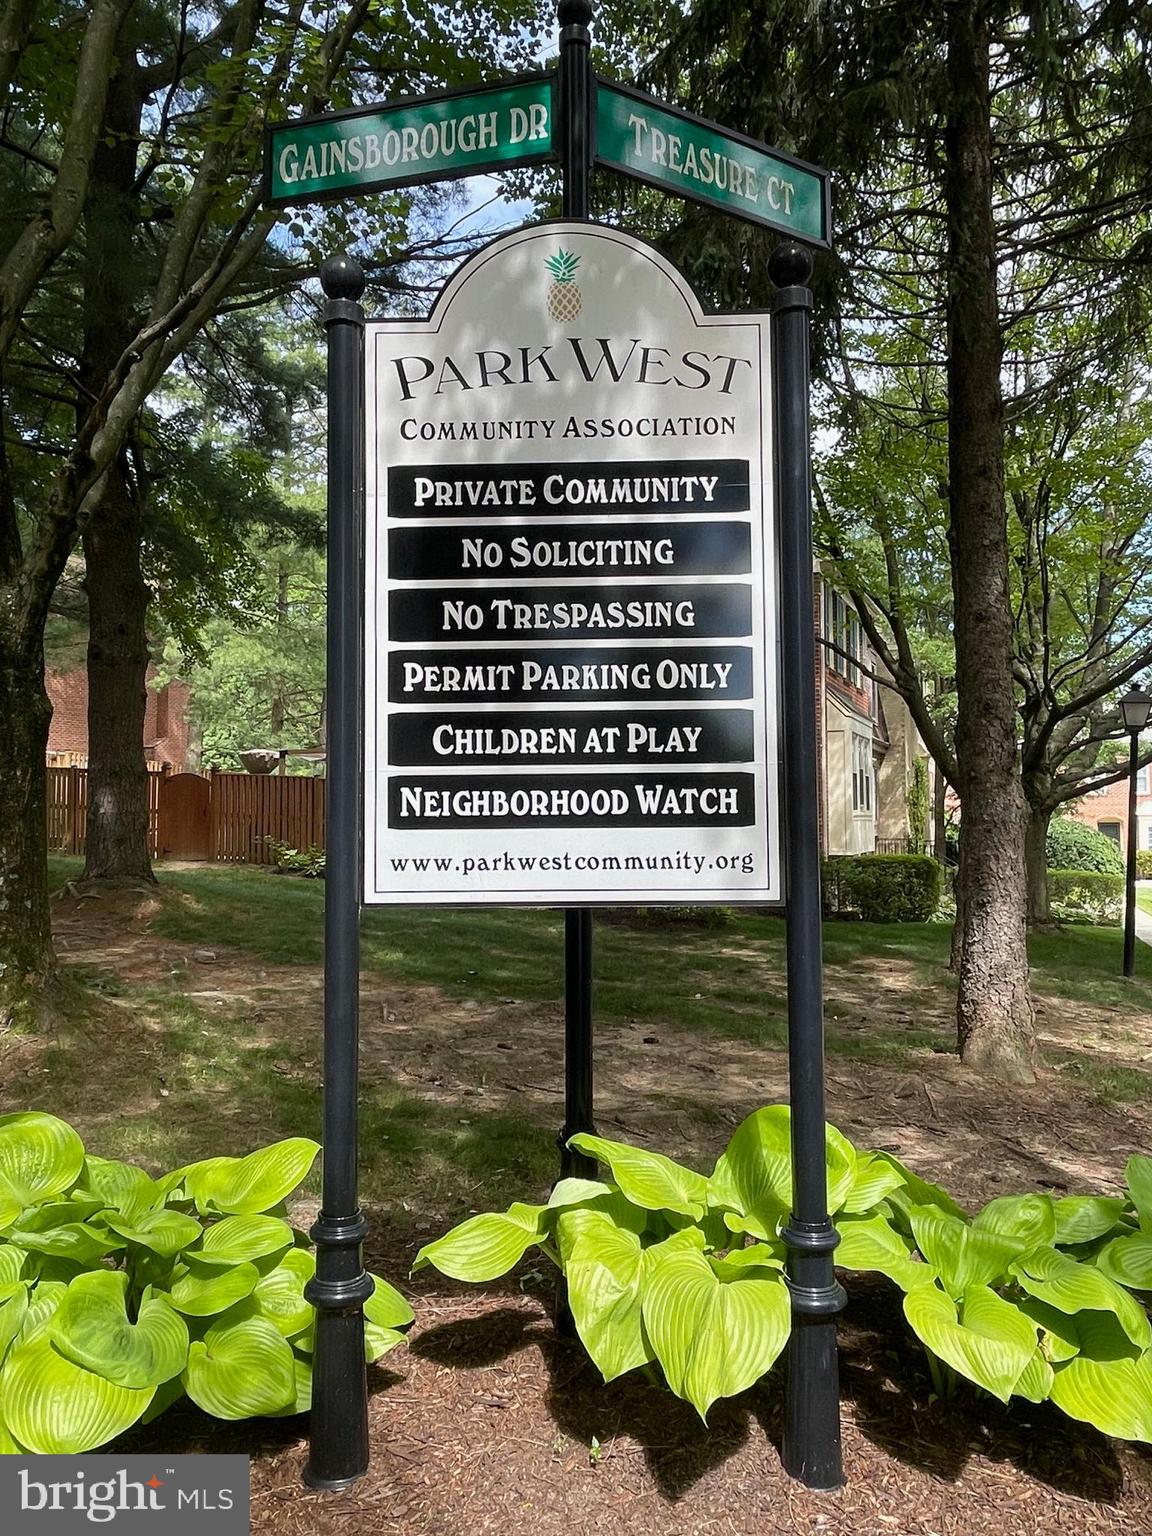 Gainsborough Dr
Treasure Ct
Park West
Community Association
Private Community
No Soliciting
No Trespassing
Permit Parking Only
Children at Play
Neighborhood Watch
www.parkwestcommunity.org
bright™ MLS